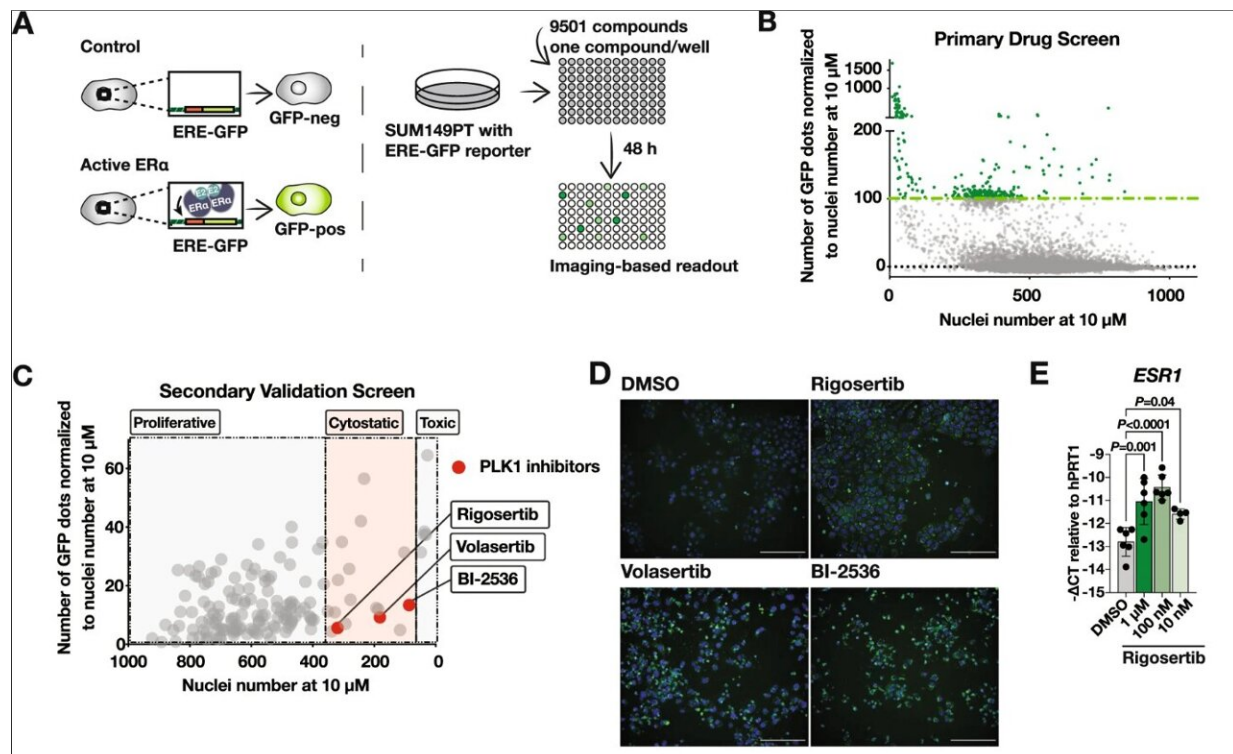 A
Control
ERE-GFP
GFP-neg
Active ERα
E2 E2
ERα ERα
ERE-GFP
GFP-pos
SUM149PT with
ERE-GFP reporter
9501 compounds
one compound/well
48 h
Imaging-based readout
B
Primary Drug Screen
Number of GFP dots normalized
to nuclei number at 10 µM
1500
1000
200
100
0
0 500 1000
Nuclei number at 10 µM
C
Secondary Validation Screen
Proliferative Cytostatic Toxic
Number of GFP dots normalized
to nuclei number at 10 µM
60
40
20
0
1000 800 600 400 200 0
Nuclei number at 10 µM
PLK1 inhibitors
Rigosertib
Volasertib
BI-2536
D
DMSO Rigosertib
Volasertib BI-2536
E
ESR1
P=0.04
P<0.0001
P=0.001
-ΔCT relative to hPRT1
-9
-10
-11
-12
-13
-14
-15
DMSO 1 µM 100 nM 10 nM
Rigosertib